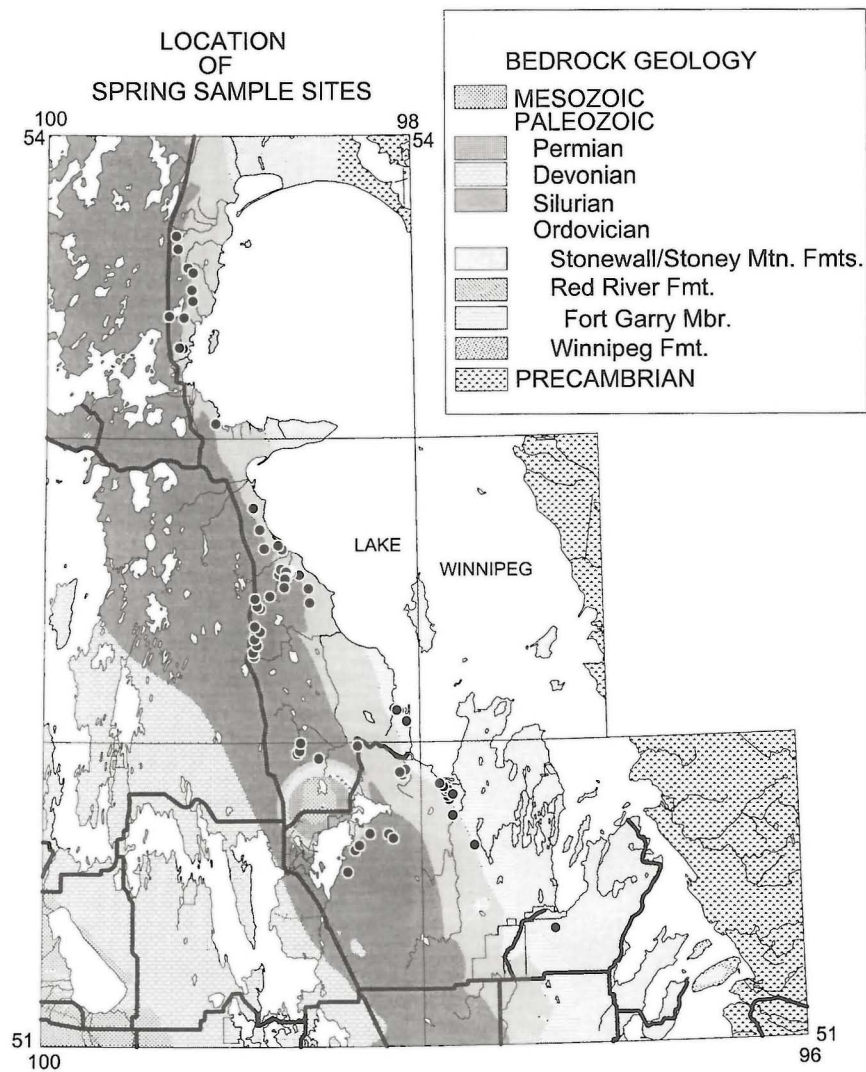 LOCATION
OF
SPRING SAMPLE SITES
100
98
54
54
BEDROCK GEOLOGY
MESOZOIC
PALEOZOIC
Permian
Devonian
Silurian
Ordovician
Stonewall/Stoney Mtn. Fmts.
Red River Fmt.
Fort Garry Mbr.
Winnipeg Fmt.
PRECAMBRIAN
LAKE
WINNIPEG
51
51
100
96